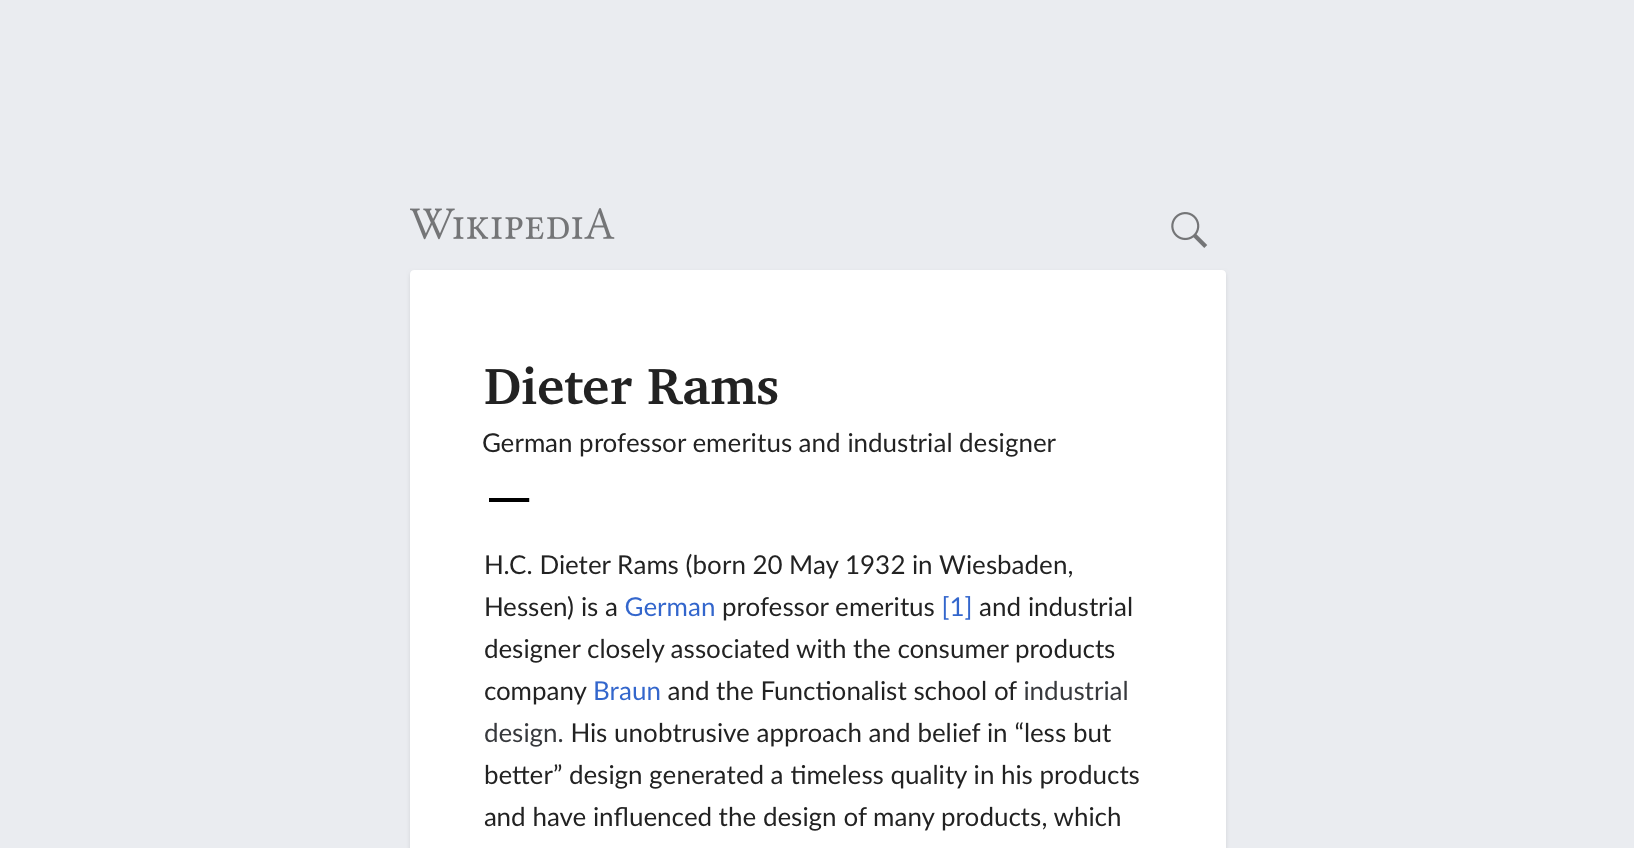 WIKIPEDIA
Dieter Rams
German professor emeritus and industrial designer
H.C. Dieter Rams (born 20 May 1932 in Wiesbaden,
Hessen) is a German professor emeritus [1] and industrial
designer closely associated with the consumer products
company Braun and the Functionalist school of industrial
design. His unobtrusive approach and belief in “less but
better” design generated a timeless quality in his products
and have influenced the design of many products, which